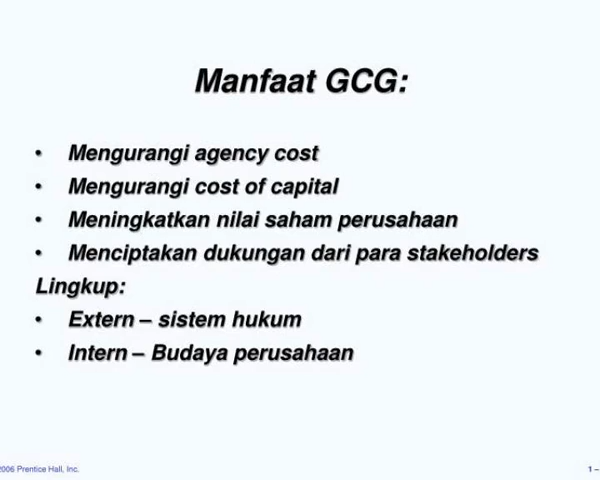 Manfaat GCG:
• Mengurangi agency cost
• Mengurangi cost of capital
• Meningkatkan nilai saham perusahaan
• Menciptakan dukungan dari para stakeholders
Lingkup:
• Extern – sistem hukum
• Intern – Budaya perusahaan
2006 Prentice Hall, Inc.
1 –